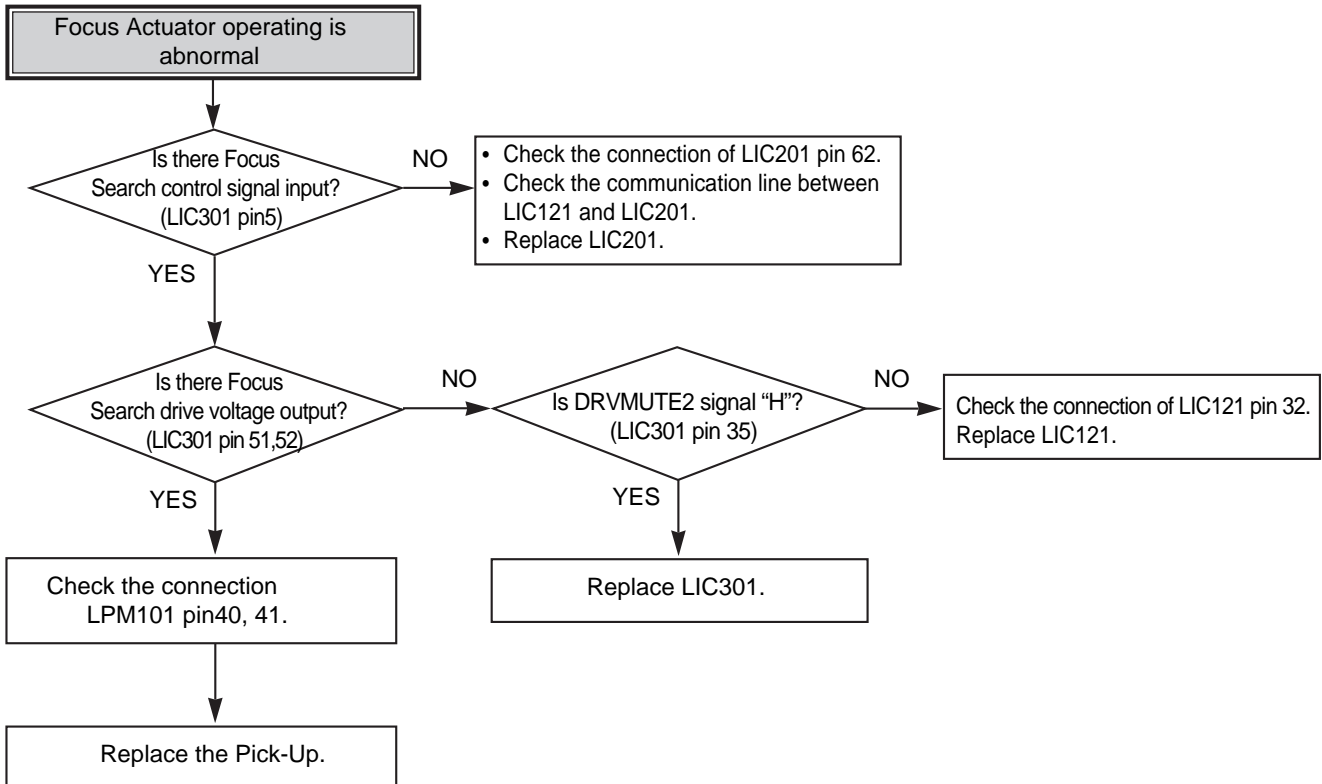 Focus Actuator operating is
abnormal
Is there Focus
Search control signal input?
(LIC301 pin5)
NO
• Check the connection of LIC201 pin 62.
• Check the communication line between
LIC121 and LIC201.
• Replace LIC201.
YES
Is there Focus
Search drive voltage output?
(LIC301 pin 51,52)
NO
Is DRVMUTE2 signal “H”?
(LIC301 pin 35)
NO
Check the connection of LIC121 pin 32.
Replace LIC121.
YES
YES
Check the connection
LPM101 pin40, 41.
Replace LIC301.
Replace the Pick-Up.